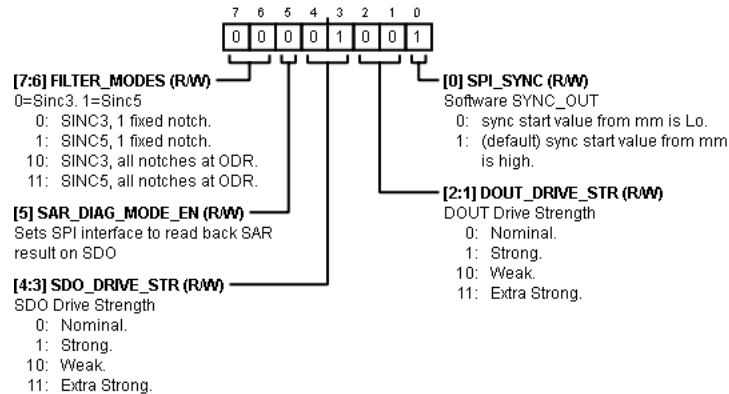 7 6 5 4 3 2 1 0
0 0 0 0 1 0 0 1
[7:6] FILTER_MODES (R/W)
0=Sinc3. 1=Sinc5
0: SINC3, 1 fixed notch.
1: SINC5, 1 fixed notch.
10: SINC3, all notches at ODR.
11: SINC5, all notches at ODR.
[5] SAR_DIAG_MODE_EN (R/W)
Sets SPI interface to read back SAR
result on SDO
[4:3] SDO_DRIVE_STR (R/W)
SDO Drive Strength
0: Nominal.
1: Strong.
10: Weak.
11: Extra Strong.
[0] SPI_SYNC (R/W)
Software SYNC_OUT
0: sync start value from mm is Lo.
1: (default) sync start value from mm
is high.
[2:1] DOUT_DRIVE_STR (R/W)
DOUT Drive Strength
0: Nominal.
1: Strong.
10: Weak.
11: Extra Strong.